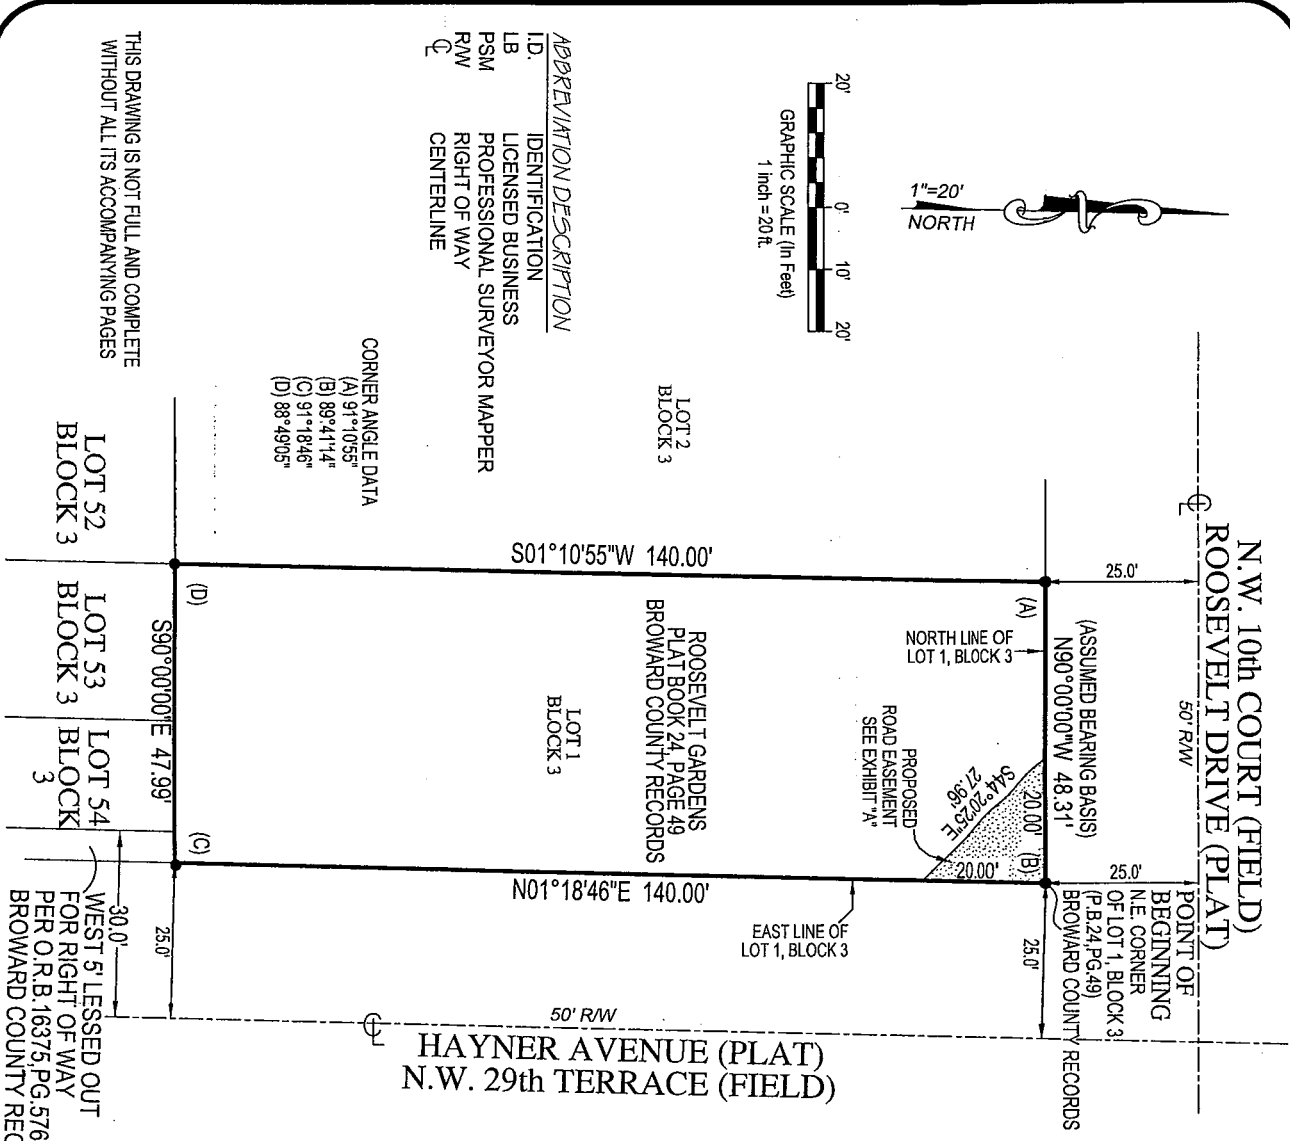 20'
0'
10'
20'
GRAPHIC SCALE (In Feet)
1 inch = 20 ft.
1"=20'
NORTH
ABBREVIATION DESCRIPTION
I.D. IDENTIFICATION
LB LICENSED BUSINESS
PSM PROFESSIONAL SURVEYOR MAPPER
R/W RIGHT OF WAY
℄ CENTERLINE
THIS DRAWING IS NOT FULL AND COMPLETE
WITHOUT ALL ITS ACCOMPANYING PAGES
CORNER ANGLE DATA
(A) 91°10'55"
(B) 89°41'14"
(C) 91°18'46"
(D) 88°49'05"
LOT 2
BLOCK 3
℄
N.W. 10th COURT (FIELD)
ROOSEVELT DRIVE (PLAT)
50' R/W
25.0'
25.0'
(ASSUMED BEARING BASIS)
N90°00'00"W 48.31'
NORTH LINE OF
LOT 1, BLOCK 3
(A)
(B)
20.00'
20.00'
S44°20'25"E
27.96'
PROPOSED
ROAD EASEMENT
SEE EXHIBIT "A"
POINT OF
BEGINNING
N.E. CORNER
OF LOT 1, BLOCK 3
(P.B.24,PG.49)
BROWARD COUNTY RECORDS
25.0'
S01°10'55"W 140.00'
ROOSEVELT GARDENS
PLAT BOOK 24, PAGE 49
BROWARD COUNTY RECORDS
LOT 1
BLOCK 3
N01°18'46"E 140.00'
EAST LINE OF
LOT 1, BLOCK 3
(D)
(C)
S90°00'00"E 47.99'
LOT 52
BLOCK 3
LOT 53
BLOCK 3
LOT 54
BLOCK
3
30.0'
25.0'
WEST 5' LESSED OUT
FOR RIGHT OF WAY
PER O.R.B.16375,PG.576
BROWARD COUNTY REC
50' R/W
℄
HAYNER AVENUE (PLAT)
N.W. 29th TERRACE (FIELD)